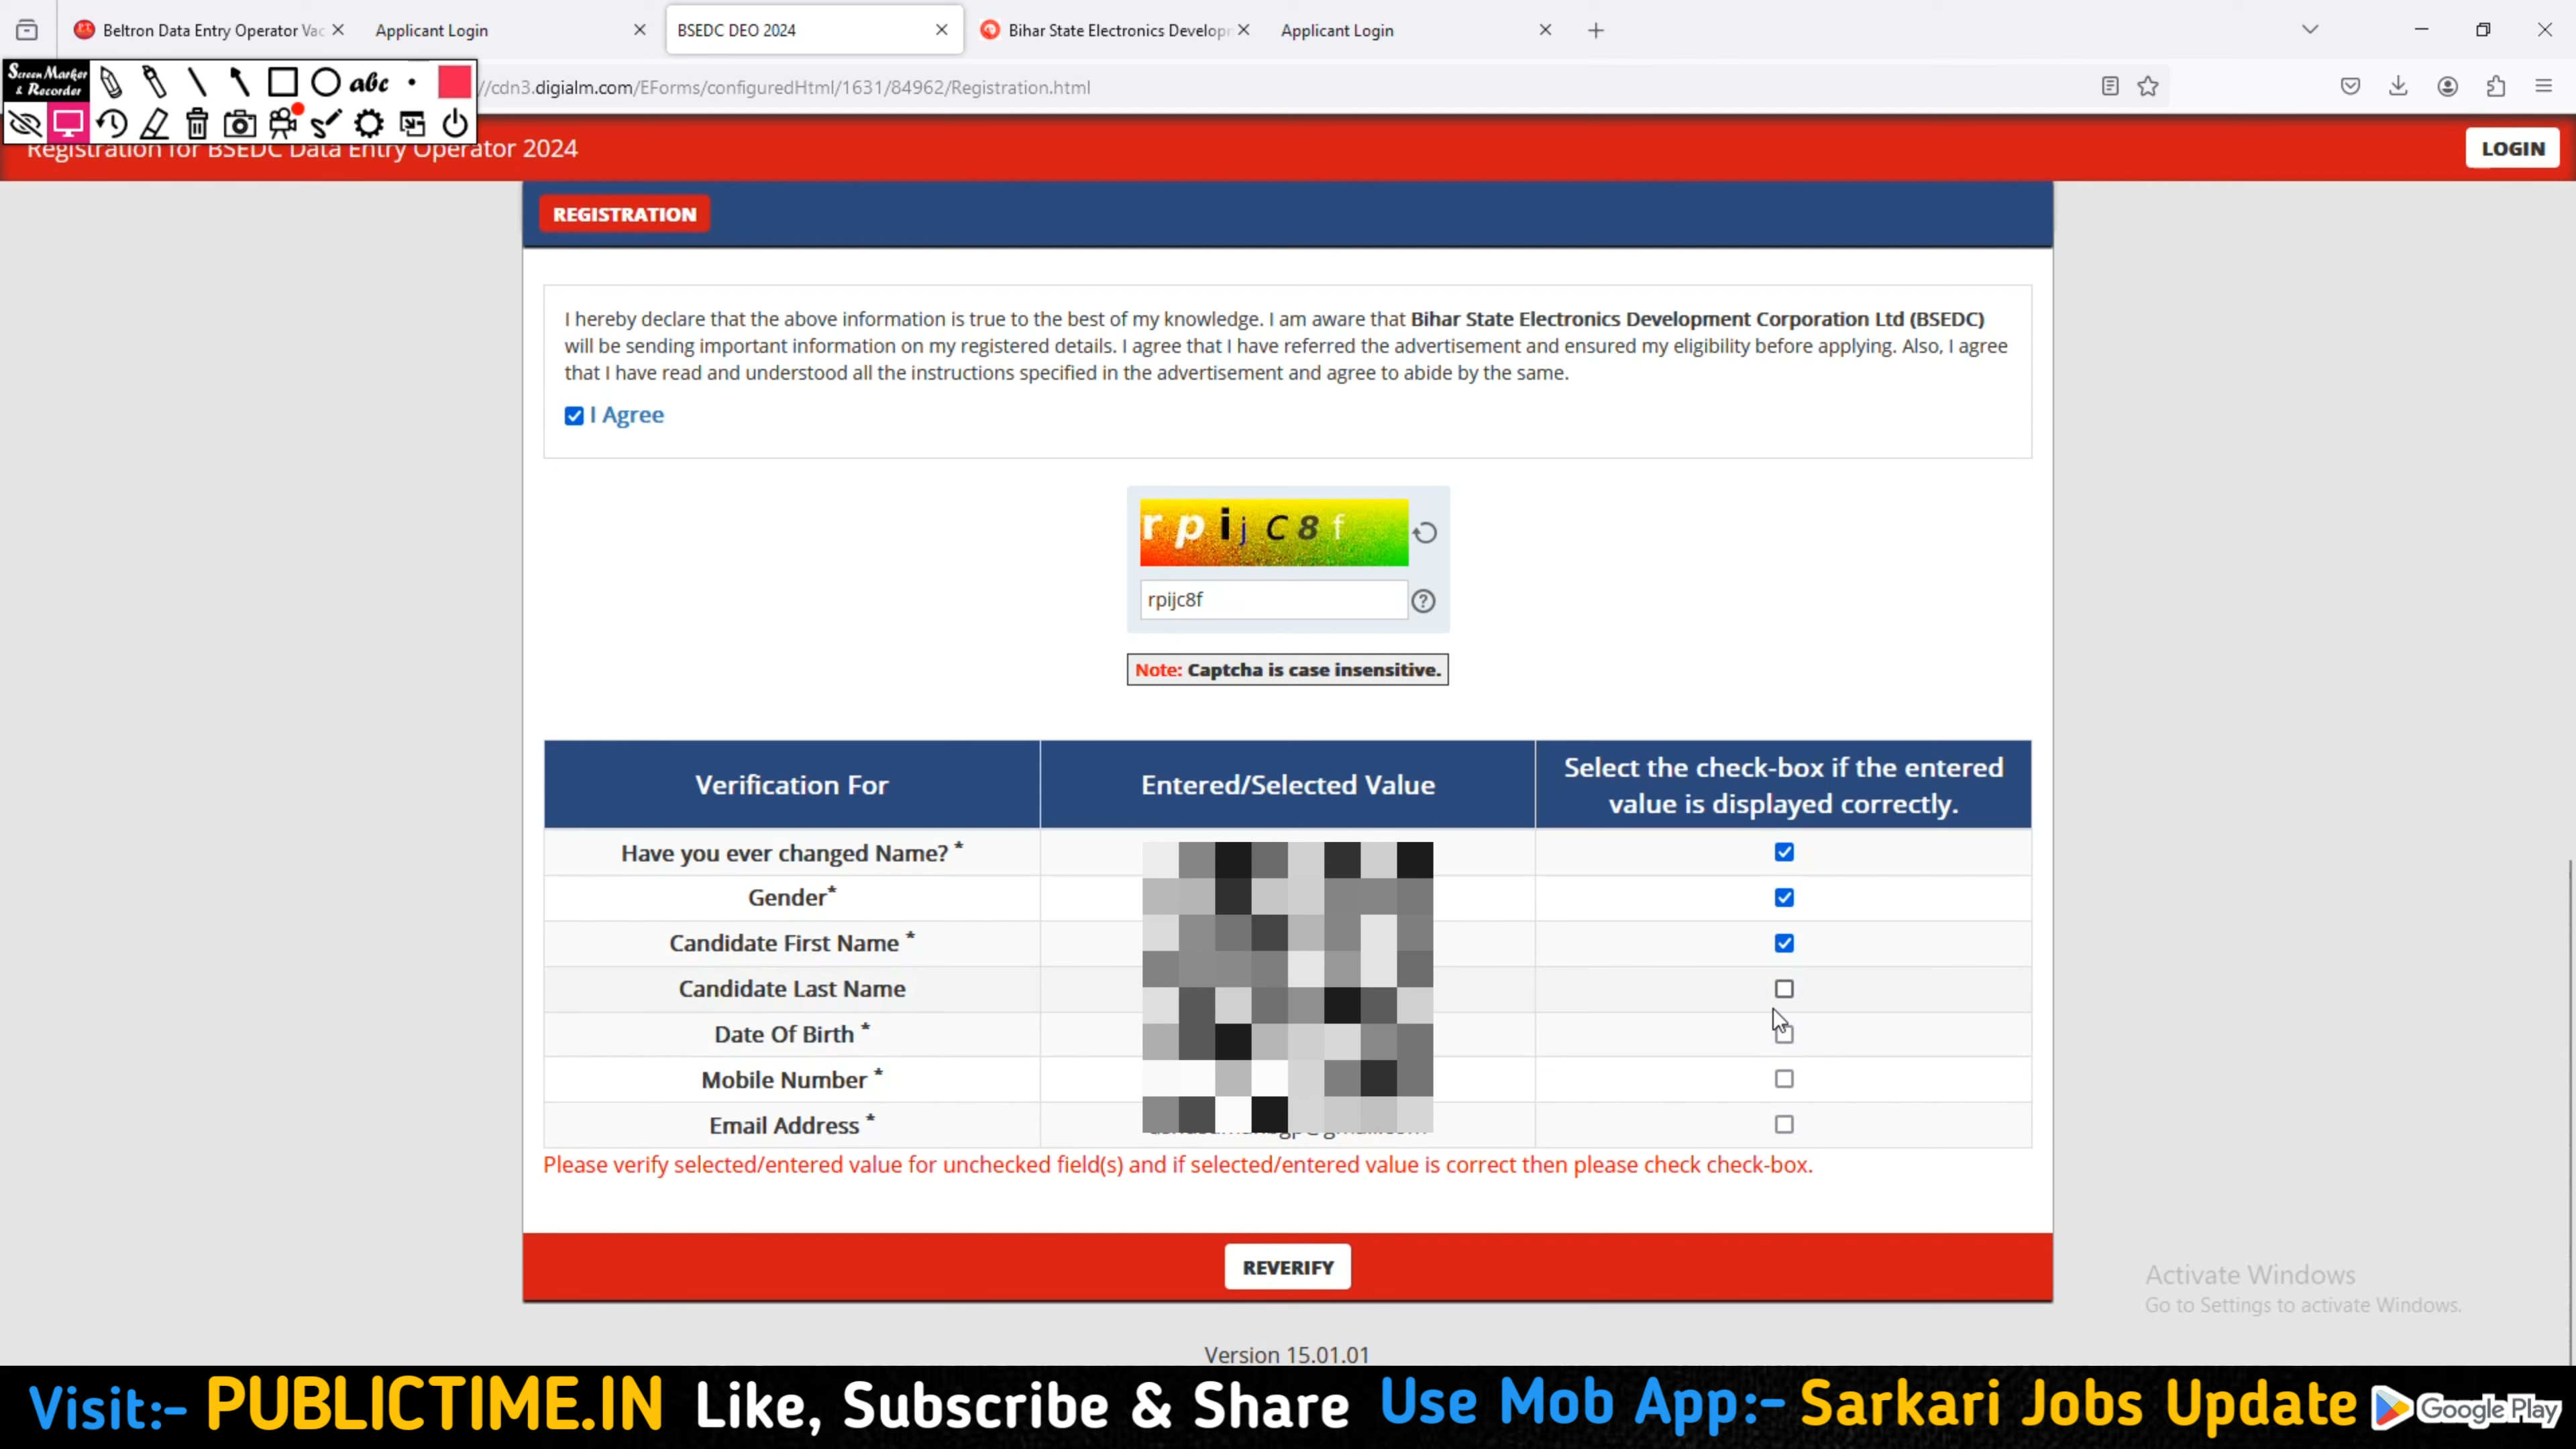 Beltron Data Entry Operator Vac
Applicant Login
BSEDC DEO 2024
Bihar State Electronics Develop
Applicant Login
Screen Marker
& Recorder
abc
//cdn3.digialm.com/EForms/configuredHtml/1631/84962/Registration.html
Registration for BSEDC Data Entry Operator 2024
LOGIN
REGISTRATION
I hereby declare that the above information is true to the best of my knowledge. I am aware that Bihar State Electronics Development Corporation Ltd (BSEDC)
will be sending important information on my registered details. I agree that I have referred the advertisement and ensured my eligibility before applying. Also, I agree
that I have read and understood all the instructions specified in the advertisement and agree to abide by the same.
I Agree
rpijC8f
rpijc8f
Note: Captcha is case insensitive.
Verification For
Entered/Selected Value
Select the check-box if the entered
value is displayed correctly.
Have you ever changed Name? *
Gender*
Candidate First Name *
Candidate Last Name
Date Of Birth *
Mobile Number *
Email Address *
Please verify selected/entered value for unchecked field(s) and if selected/entered value is correct then please check check-box.
REVERIFY
Activate Windows
Go to Settings to activate Windows.
Version 15.01.01
Visit:- PUBLICTIME.IN Like, Subscribe & Share Use Mob App:- Sarkari Jobs Update Google Play